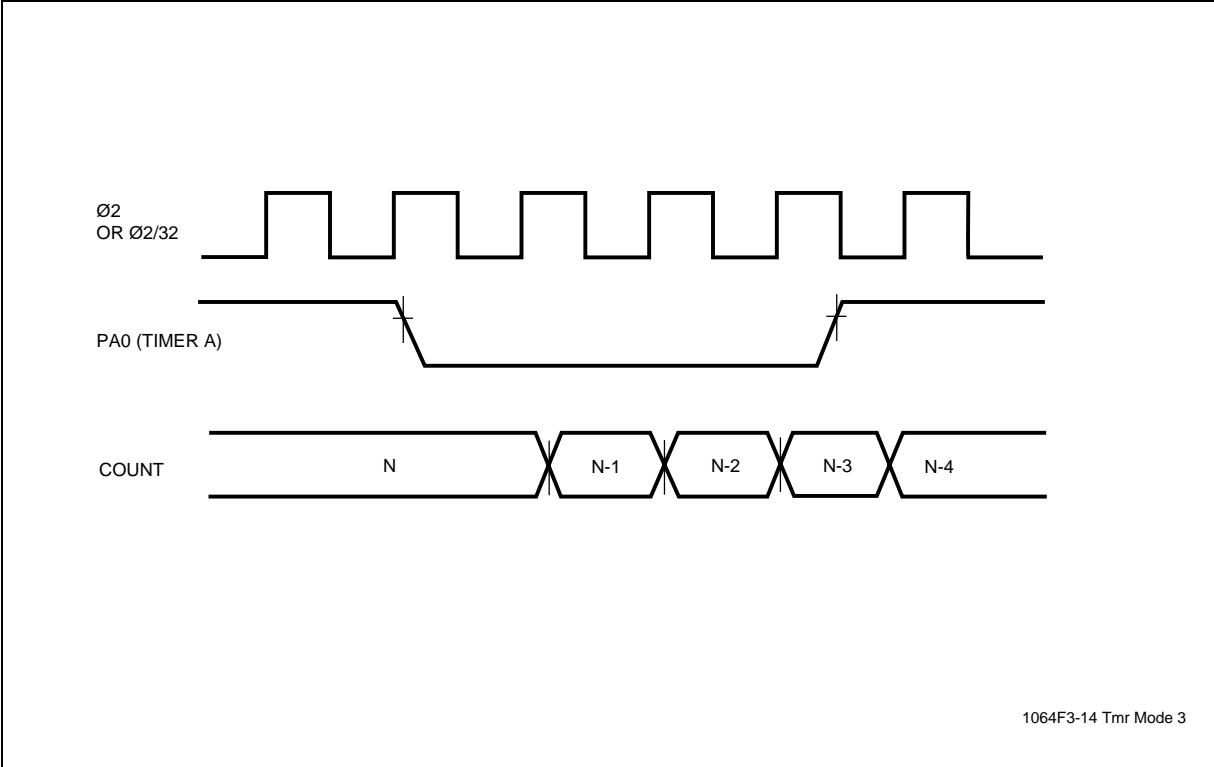 Ø2
OR Ø2/32
PA0 (TIMER A)
COUNT
N
N-1
N-2
N-3
N-4
1064F3-14 Tmr Mode 3